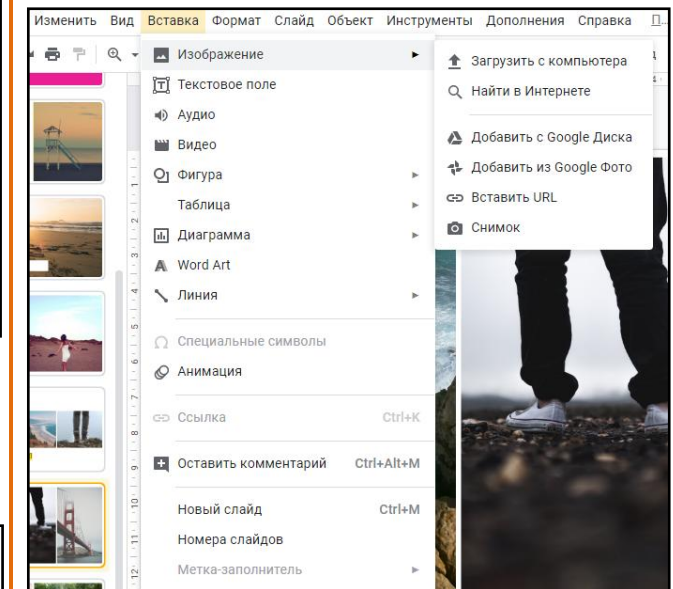 Изменить Вид Вставка Формат Слайд Объект Инструменты Дополнения Справка П...
Изображение
Текстовое поле
Аудио
Видео
Фигура
Таблица
Диаграмма
Word Art
Линия
Специальные символы
Анимация
Ссылка Ctrl+K
Оставить комментарий Ctrl+Alt+M
Новый слайд Ctrl+M
Номера слайдов
Метка-заполнитель
Загрузить с компьютера
Найти в Интернете
Добавить с Google Диска
Добавить из Google Фото
Вставить URL
Снимок